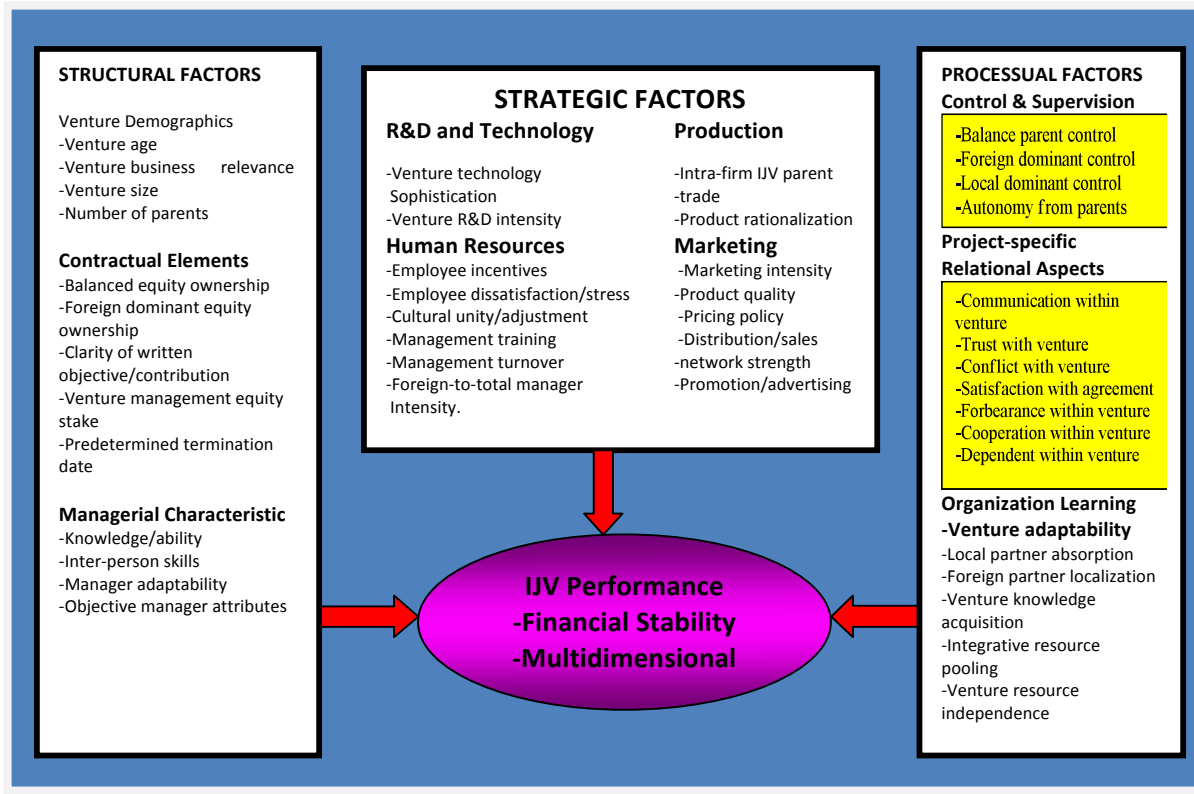 STRUCTURAL FACTORS
Venture Demographics
-Venture age
-Venture business relevance
-Venture size
-Number of parents
Contractual Elements
-Balanced equity ownership
-Foreign dominant equity
ownership
-Clarity of written
objective/contribution
-Venture management equity
stake
-Predetermined termination
date
Managerial Characteristic
-Knowledge/ability
-Inter-person skills
-Manager adaptability
-Objective manager attributes
STRATEGIC FACTORS
R&D and Technology
-Venture technology
Sophistication
-Venture R&D intensity
Human Resources
-Employee incentives
-Employee dissatisfaction/stress
-Cultural unity/adjustment
-Management training
-Management turnover
-Foreign-to-total manager
Intensity.
Production
-Intra-firm IJV parent
-trade
-Product rationalization
Marketing
-Marketing intensity
-Product quality
-Pricing policy
-Distribution/sales
-network strength
-Promotion/advertising
IJV Performance
-Financial Stability
-Multidimensional
PROCESSUAL FACTORS
Control & Supervision
-Balance parent control
-Foreign dominant control
-Local dominant control
-Autonomy from parents
Project-specific
Relational Aspects
-Communication within
venture
-Trust with venture
-Conflict with venture
-Satisfaction with agreement
-Forbearance within venture
-Cooperation within venture
-Dependent within venture
Organization Learning
-Venture adaptability
-Local partner absorption
-Foreign partner localization
-Venture knowledge
acquisition
-Integrative resource
pooling
-Venture resource
independence